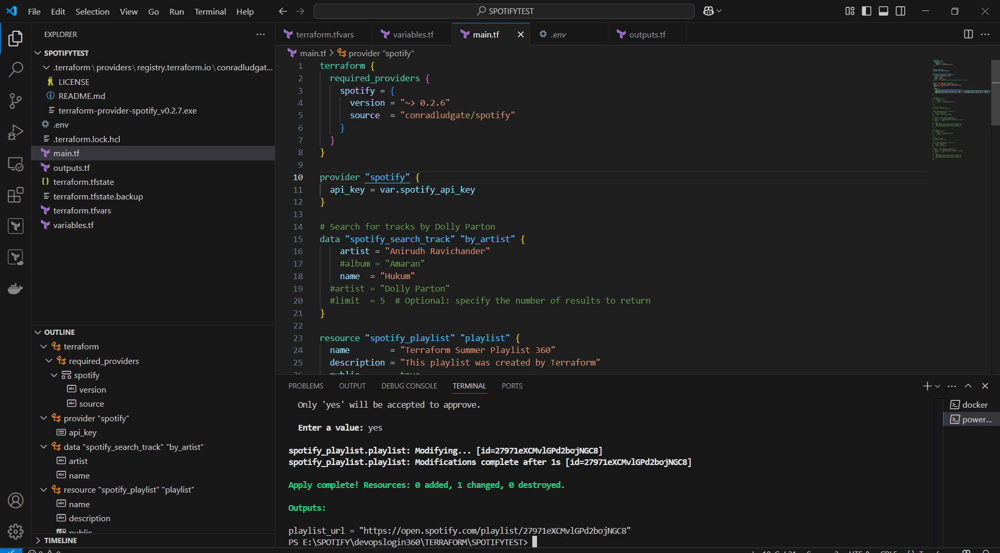 File Edit Selection View Go Run Terminal Help
SPOTIFYTEST
EXPLORER
SPOTIFYTEST
.terraform\providers\registry.terraform.io\conradludgat...
LICENSE
README.md
terraform-provider-spotify_v0.2.7.exe
.env
.terraform.lock.hcl
main.tf
outputs.tf
terraform.tfstate
terraform.tfstate.backup
terraform.tfvars
variables.tf
OUTLINE
terraform
required_providers
spotify
version
source
provider "spotify"
api_key
data "spotify_search_track" "by_artist"
artist
name
resource "spotify_playlist" "playlist"
name
description
public
TIMELINE
terraform.tfvars
variables.tf
main.tf
.env
outputs.tf
main.tf > provider "spotify"
1 terraform {
2 required_providers {
3 spotify = {
4 version = "~> 0.2.6"
5 source = "conradludgate/spotify"
6 }
7 }
8 }
9
10 provider "spotify" {
11 api_key = var.spotify_api_key
12 }
13
14 # Search for tracks by Dolly Parton
15 data "spotify_search_track" "by_artist" {
16 artist = "Anirudh Ravichander"
17 #album = "Amaran"
18 name = "Hukum"
19 #artist = "Dolly Parton"
20 #limit = 5 # Optional: specify the number of results to return
21 }
22
23 resource "spotify_playlist" "playlist" {
24 name = "Terraform Summer Playlist 360"
25 description = "This playlist was created by Terraform"
26 public = true
PROBLEMS OUTPUT DEBUG CONSOLE TERMINAL PORTS
Only 'yes' will be accepted to approve.
Enter a value: yes
spotify_playlist.playlist: Modifying... [id=27971eXCMvlGPd2bojNGC8]
spotify_playlist.playlist: Modifications complete after 1s [id=27971eXCMvlGPd2bojNGC8]
Apply complete! Resources: 0 added, 1 changed, 0 destroyed.
Outputs:
playlist_url = "https://open.spotify.com/playlist/27971eXCMvlGPd2bojNGC8"
PS E:\SPOTIFY\devopslogin360\TERRAFORM\SPOTIFYTEST>
docker
power...